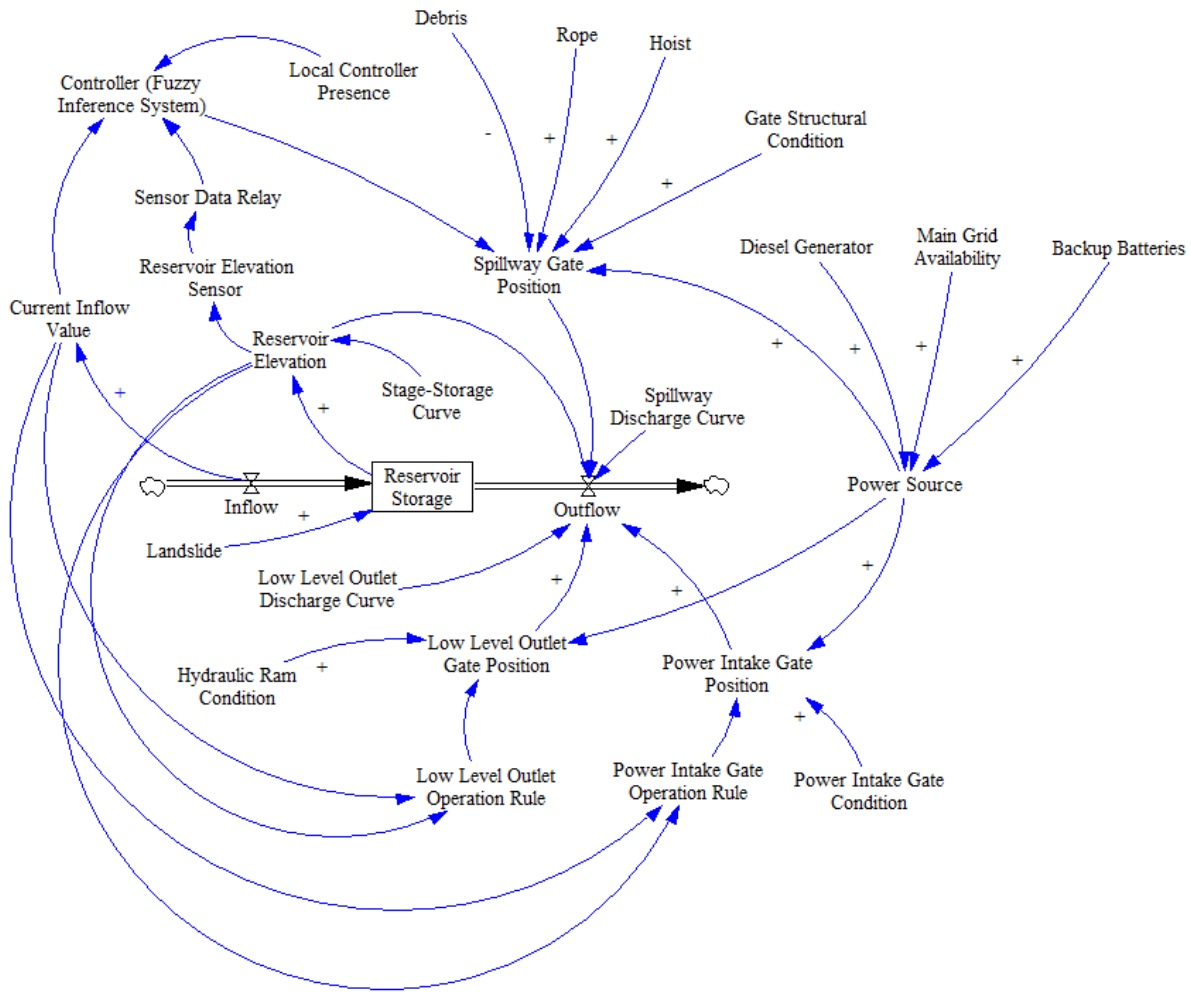 Debris
Rope
Hoist
Controller (Fuzzy
Inference System)
Local Controller
Presence
Gate Structural
Condition
-
+
+
+
Sensor Data Relay
Spillway Gate
Position
Diesel Generator
Main Grid
Availability
Backup Batteries
Reservoir Elevation
Sensor
Current Inflow
Value
Reservoir
Elevation
+
+
+
+
+
Stage-Storage
Curve
Spillway
Discharge Curve
+
Inflow
Reservoir
Storage
Outflow
Power Source
+
Landslide
Low Level Outlet
Discharge Curve
+
+
+
Hydraulic Ram
Condition
+
Low Level Outlet
Gate Position
Power Intake Gate
Position
+
Low Level Outlet
Operation Rule
Power Intake Gate
Operation Rule
Power Intake Gate
Condition